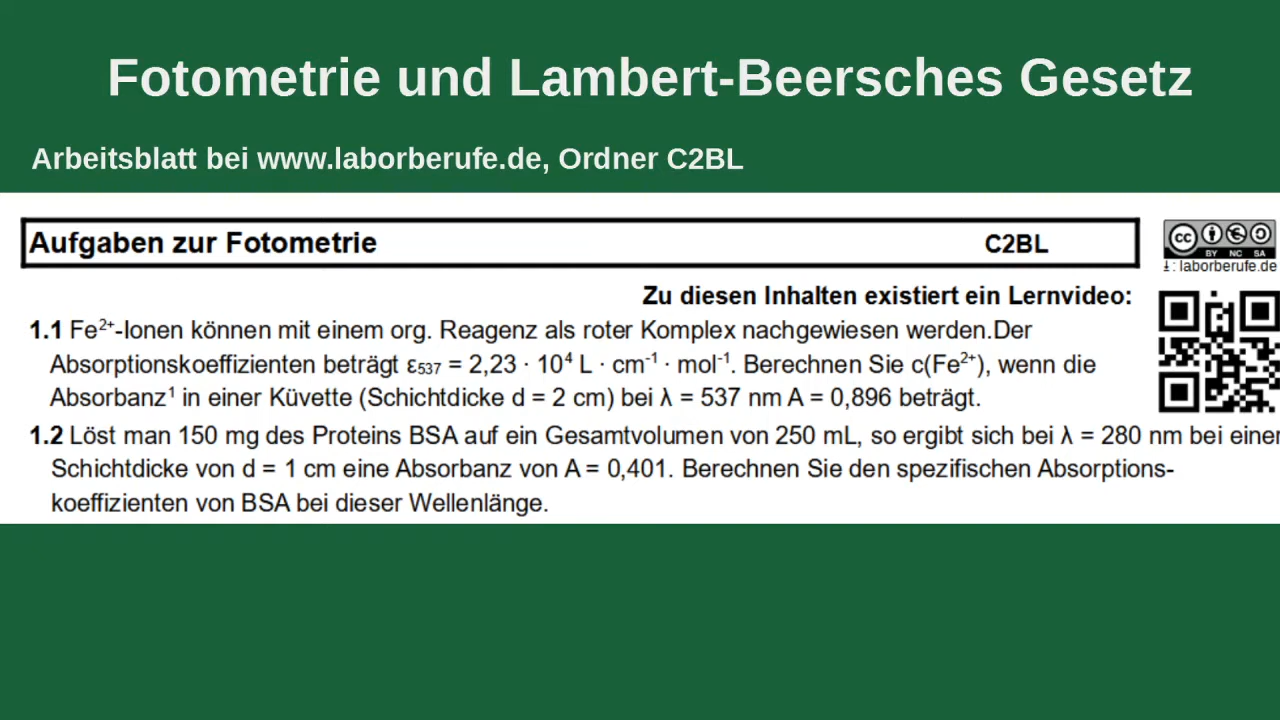 Fotometrie und Lambert-Beersches Gesetz
Arbeitsblatt bei www.laborberufe.de, Ordner C2BL
Aufgaben zur Fotometrie C2BL
cc BY NC SA
⤓: laborberufe.de
Zu diesen Inhalten existiert ein Lernvideo:
1.1 Fe²⁺-Ionen können mit einem org. Reagenz als roter Komplex nachgewiesen werden.Der
Absorptionskoeffizienten beträgt ε₅₃₇ = 2,23 · 10⁴ L · cm⁻¹ · mol⁻¹. Berechnen Sie c(Fe²⁺), wenn die
Absorbanz¹ in einer Küvette (Schichtdicke d = 2 cm) bei λ = 537 nm A = 0,896 beträgt.
1.2 Löst man 150 mg des Proteins BSA auf ein Gesamtvolumen von 250 mL, so ergibt sich bei λ = 280 nm bei einer
Schichtdicke von d = 1 cm eine Absorbanz von A = 0,401. Berechnen Sie den spezifischen Absorptions-
koeffizienten von BSA bei dieser Wellenlänge.